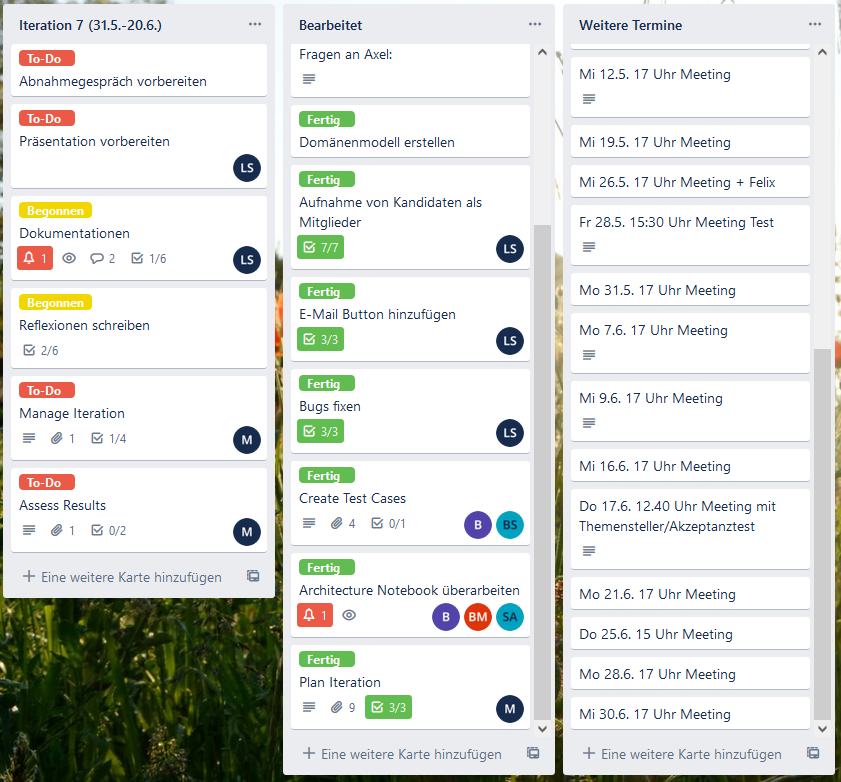 Iteration 7 (31.5.-20.6.)
To-Do
Abnahmegespräch vorbereiten
To-Do
Präsentation vorbereiten
LS
Begonnen
Dokumentationen
1 2 1/6 LS
Begonnen
Reflexionen schreiben
2/6
To-Do
Manage Iteration
1 1/4 M
To-Do
Assess Results
1 0/2 M
Eine weitere Karte hinzufügen
Bearbeitet
Fragen an Axel:
Fertig
Domänenmodell erstellen
Fertig
Aufnahme von Kandidaten als
Mitglieder
7/7 LS
Fertig
E-Mail Button hinzufügen
3/3 LS
Fertig
Bugs fixen
3/3 LS
Fertig
Create Test Cases
4 0/1 B BS
Fertig
Architecture Notebook überarbeiten
1 B BM SA
Fertig
Plan Iteration
9 3/3 M
Eine weitere Karte hinzufügen
Weitere Termine
Mi 12.5. 17 Uhr Meeting
Mi 19.5. 17 Uhr Meeting
Mi 26.5. 17 Uhr Meeting + Felix
Fr 28.5. 15:30 Uhr Meeting Test
Mo 31.5. 17 Uhr Meeting
Mo 7.6. 17 Uhr Meeting
Mi 9.6. 17 Uhr Meeting
Mi 16.6. 17 Uhr Meeting
Do 17.6. 12.40 Uhr Meeting mit
Themensteller/Akzeptanztest
Mo 21.6. 17 Uhr Meeting
Do 25.6. 15 Uhr Meeting
Mo 28.6. 17 Uhr Meeting
Mi 30.6. 17 Uhr Meeting
Eine weitere Karte hinzufügen